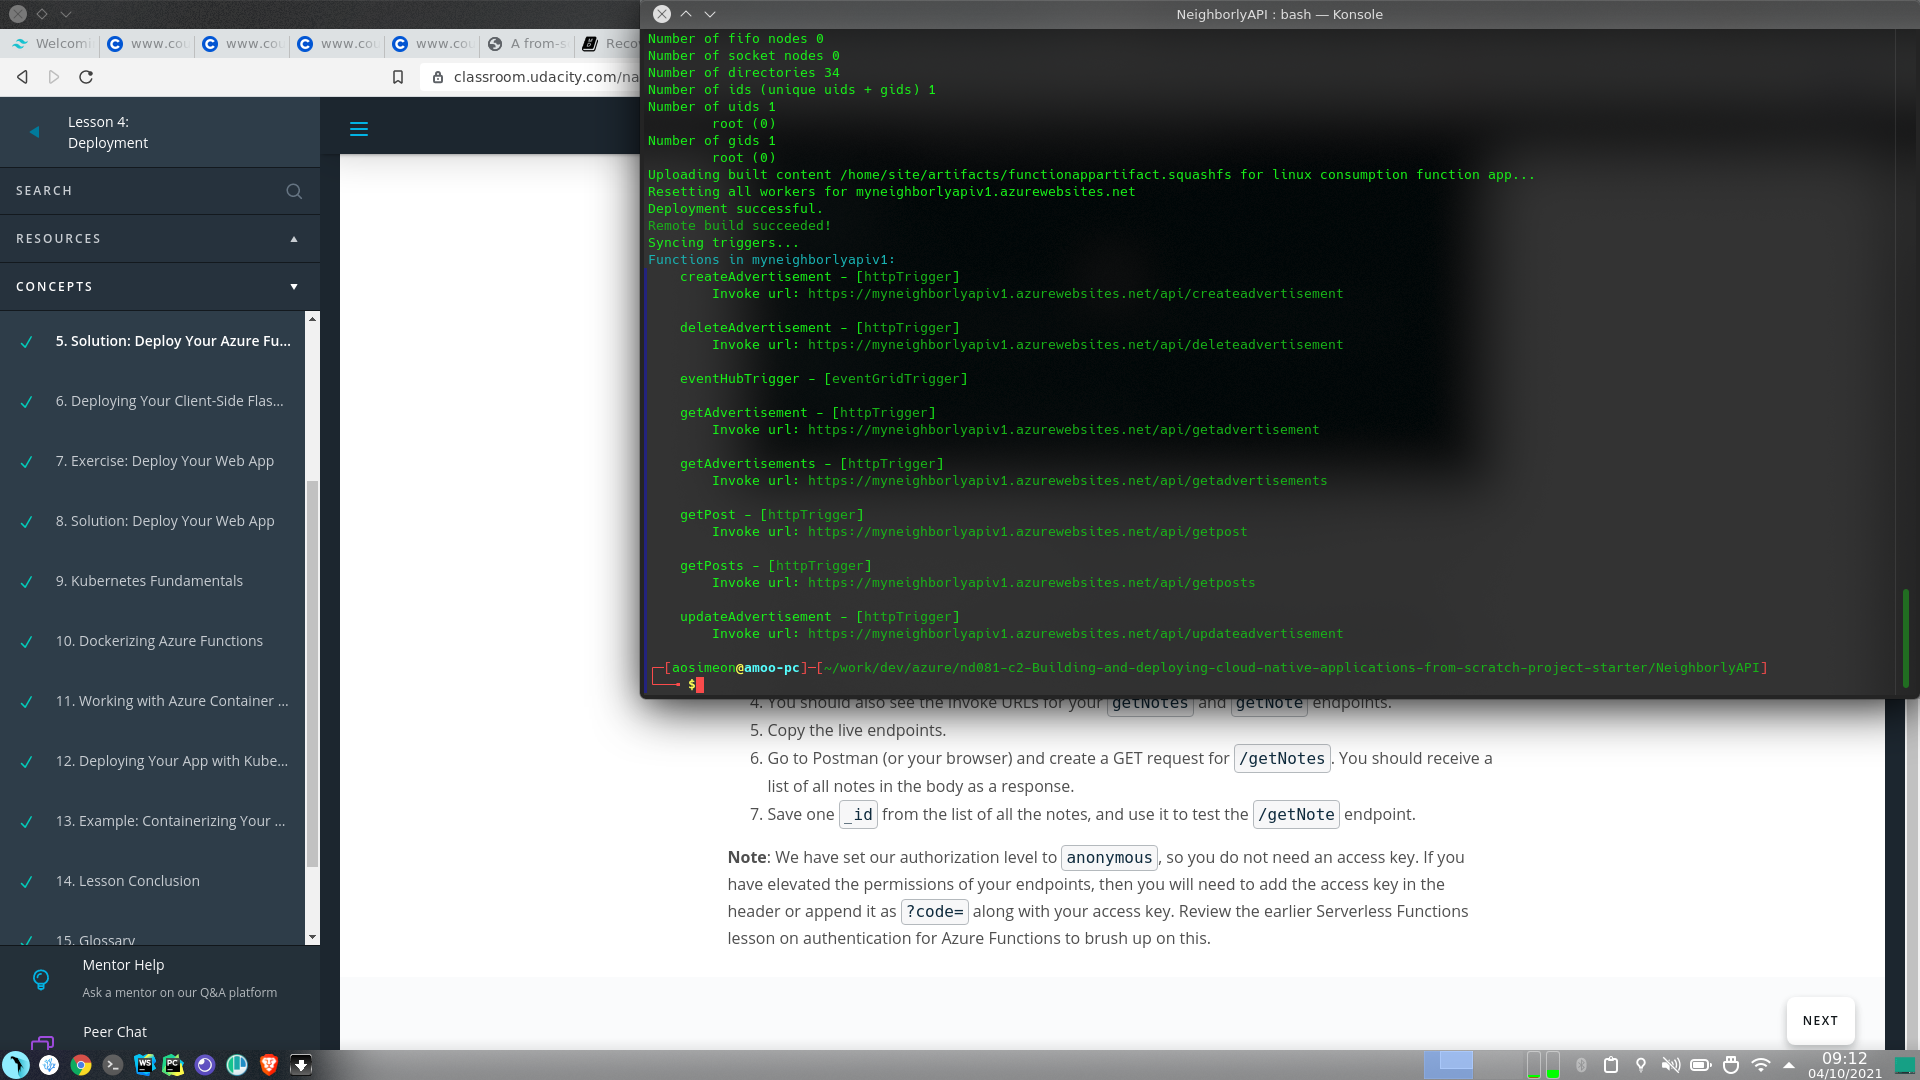 NeighborlyAPI : bash — Konsole
Welcomi
www.cou
www.cou
www.cou
www.cou
A from-s
Reco
classroom.udacity.com/na
Lesson 4:
Deployment
SEARCH
RESOURCES
CONCEPTS
5. Solution: Deploy Your Azure Fu...
6. Deploying Your Client-Side Flas...
7. Exercise: Deploy Your Web App
8. Solution: Deploy Your Web App
9. Kubernetes Fundamentals
10. Dockerizing Azure Functions
11. Working with Azure Container ...
12. Deploying Your App with Kube...
13. Example: Containerizing Your ...
14. Lesson Conclusion
15. Glossary
Mentor Help
Ask a mentor on our Q&A platform
Peer Chat
Number of fifo nodes 0
Number of socket nodes 0
Number of directories 34
Number of ids (unique uids + gids) 1
Number of uids 1
root (0)
Number of gids 1
root (0)
Uploading built content /home/site/artifacts/functionappartifact.squashfs for linux consumption function app...
Resetting all workers for myneighborlyapiv1.azurewebsites.net
Deployment successful.
Remote build succeeded!
Syncing triggers...
Functions in myneighborlyapiv1:
createAdvertisement - [httpTrigger]
Invoke url: https://myneighborlyapiv1.azurewebsites.net/api/createadvertisement
deleteAdvertisement - [httpTrigger]
Invoke url: https://myneighborlyapiv1.azurewebsites.net/api/deleteadvertisement
eventHubTrigger - [eventGridTrigger]
getAdvertisement - [httpTrigger]
Invoke url: https://myneighborlyapiv1.azurewebsites.net/api/getadvertisement
getAdvertisements - [httpTrigger]
Invoke url: https://myneighborlyapiv1.azurewebsites.net/api/getadvertisements
getPost - [httpTrigger]
Invoke url: https://myneighborlyapiv1.azurewebsites.net/api/getpost
getPosts - [httpTrigger]
Invoke url: https://myneighborlyapiv1.azurewebsites.net/api/getposts
updateAdvertisement - [httpTrigger]
Invoke url: https://myneighborlyapiv1.azurewebsites.net/api/updateadvertisement
[aosimeon@amoo-pc]-[~/work/dev/azure/nd081-c2-Building-and-deploying-cloud-native-applications-from-scratch-project-starter/NeighborlyAPI]
$
4. You should also see the Invoke URLs for your getNotes and getNote endpoints.
5. Copy the live endpoints.
6. Go to Postman (or your browser) and create a GET request for /getNotes. You should receive a
list of all notes in the body as a response.
7. Save one _id from the list of all the notes, and use it to test the /getNote endpoint.
Note: We have set our authorization level to anonymous, so you do not need an access key. If you
have elevated the permissions of your endpoints, then you will need to add the access key in the
header or append it as ?code= along with your access key. Review the earlier Serverless Functions
lesson on authentication for Azure Functions to brush up on this.
NEXT
WS
PC
09:12
04/10/2021